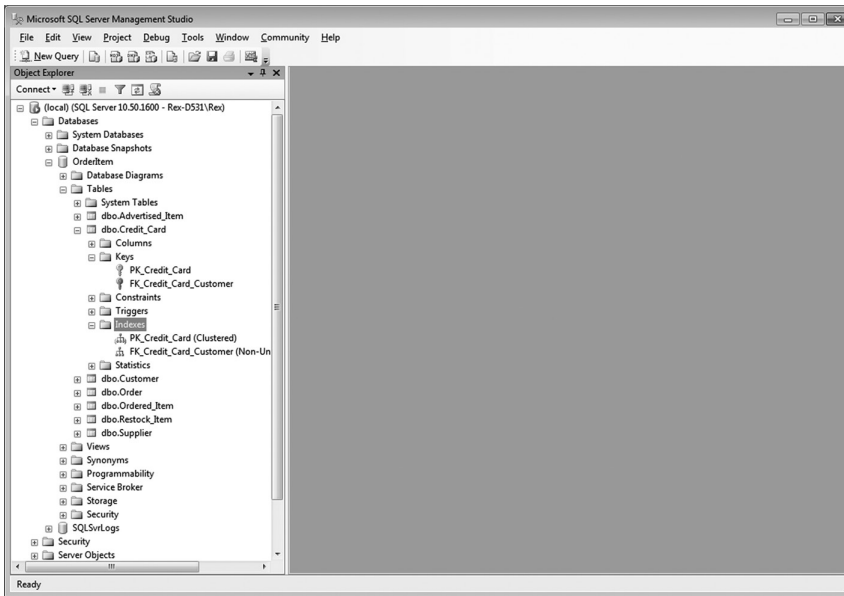 Microsoft SQL Server Management Studio
File Edit View Project Debug Tools Window Community Help
New Query
Object Explorer
Connect
(local) (SQL Server 10.50.1600 - Rex-D531\Rex)
Databases
System Databases
Database Snapshots
OrderItem
Database Diagrams
Tables
System Tables
dbo.Advertised_Item
dbo.Credit_Card
Columns
Keys
PK_Credit_Card
FK_Credit_Card_Customer
Constraints
Triggers
Indexes
PK_Credit_Card (Clustered)
FK_Credit_Card_Customer (Non-Un
Statistics
dbo.Customer
dbo.Order
dbo.Ordered_Item
dbo.Restock_Item
dbo.Supplier
Views
Synonyms
Programmability
Service Broker
Storage
Security
SQLSvrLogs
Security
Server Objects
Ready